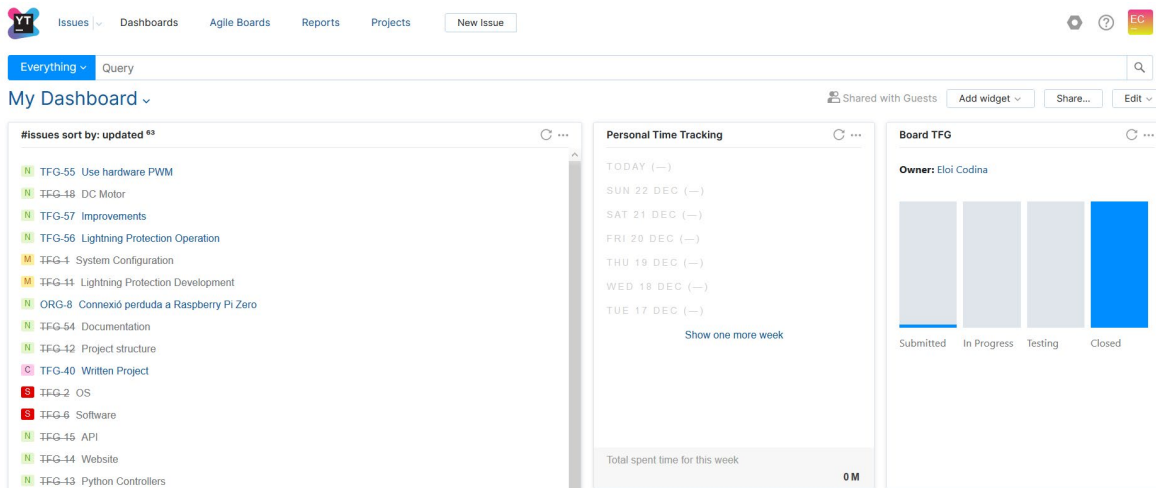 YT
Issues Dashboards Agile Boards Reports Projects New Issue
EC
Everything Query
My Dashboard
Shared with Guests Add widget Share... Edit
#issues sort by: updated 63
TFG-55 Use hardware PWM
TFG-18 DC Motor
TFG-57 Improvements
TFG-56 Lightning Protection Operation
TFG-1 System Configuration
TFG-11 Lightning Protection Development
ORG-8 Connexió perduda a Raspberry Pi Zero
TFG-54 Documentation
TFG-12 Project structure
TFG-40 Written Project
TFG-2 OS
TFG-6 Software
TFG-15 API
TFG-14 Website
TFG-13 Python Controllers
N
N
N
N
M
M
N
N
N
C
S
S
N
N
N
Personal Time Tracking
TODAY (—)
SUN 22 DEC (—)
SAT 21 DEC (—)
FRI 20 DEC (—)
THU 19 DEC (—)
WED 18 DEC (—)
TUE 17 DEC (—)
Show one more week
Total spent time for this week
0 M
Board TFG
Owner: Eloi Codina
Submitted In Progress Testing Closed